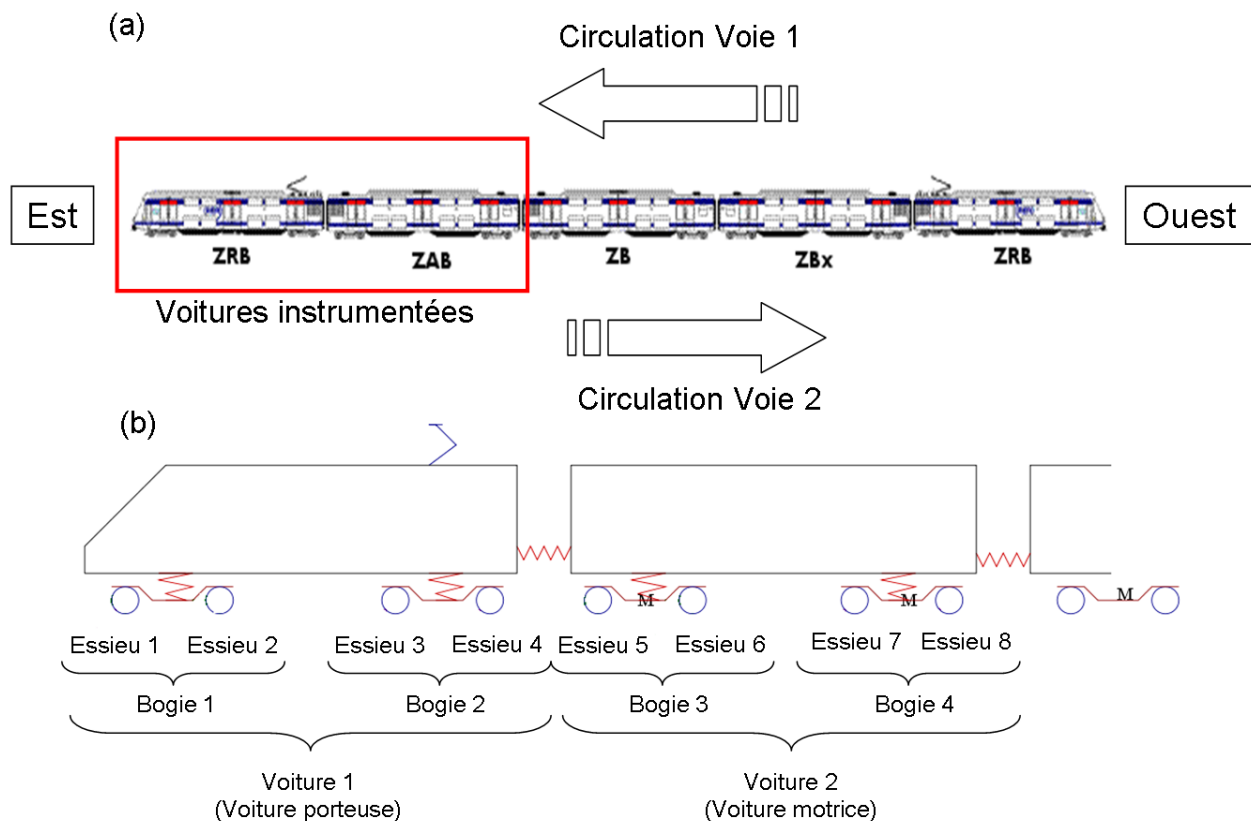 (a)
Circulation Voie 1
Est
Ouest
ZRB
ZAB
ZB
ZBx
ZRB
Voitures instrumentées
Circulation Voie 2
(b)
M
M
M
Essieu 1
Essieu 2
Essieu 3
Essieu 4
Essieu 5
Essieu 6
Essieu 7
Essieu 8
Bogie 1
Bogie 2
Bogie 3
Bogie 4
Voiture 1
(Voiture porteuse)
Voiture 2
(Voiture motrice)